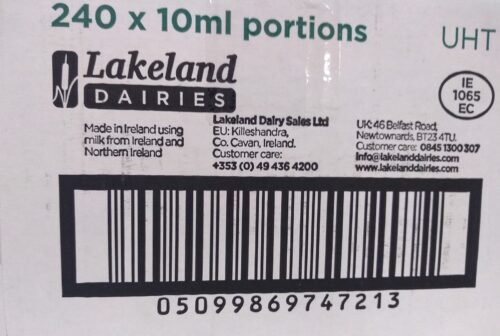 240 x 10ml portions
UHT
Lakeland
DAIRIES
IE
1065
EC
Made in Ireland using
milk from Ireland and
Northern Ireland
Lakeland Dairy Sales Ltd
EU: Killeshandra,
Co. Cavan, Ireland.
Customer care:
+353 (0) 49 436 4200
UK: 46 Belfast Road,
Newtownards, BT23 4TU.
Customer care: 0845 1300 307
Info@lakelanddairies.com
www.lakelanddairies.com
05099869747213